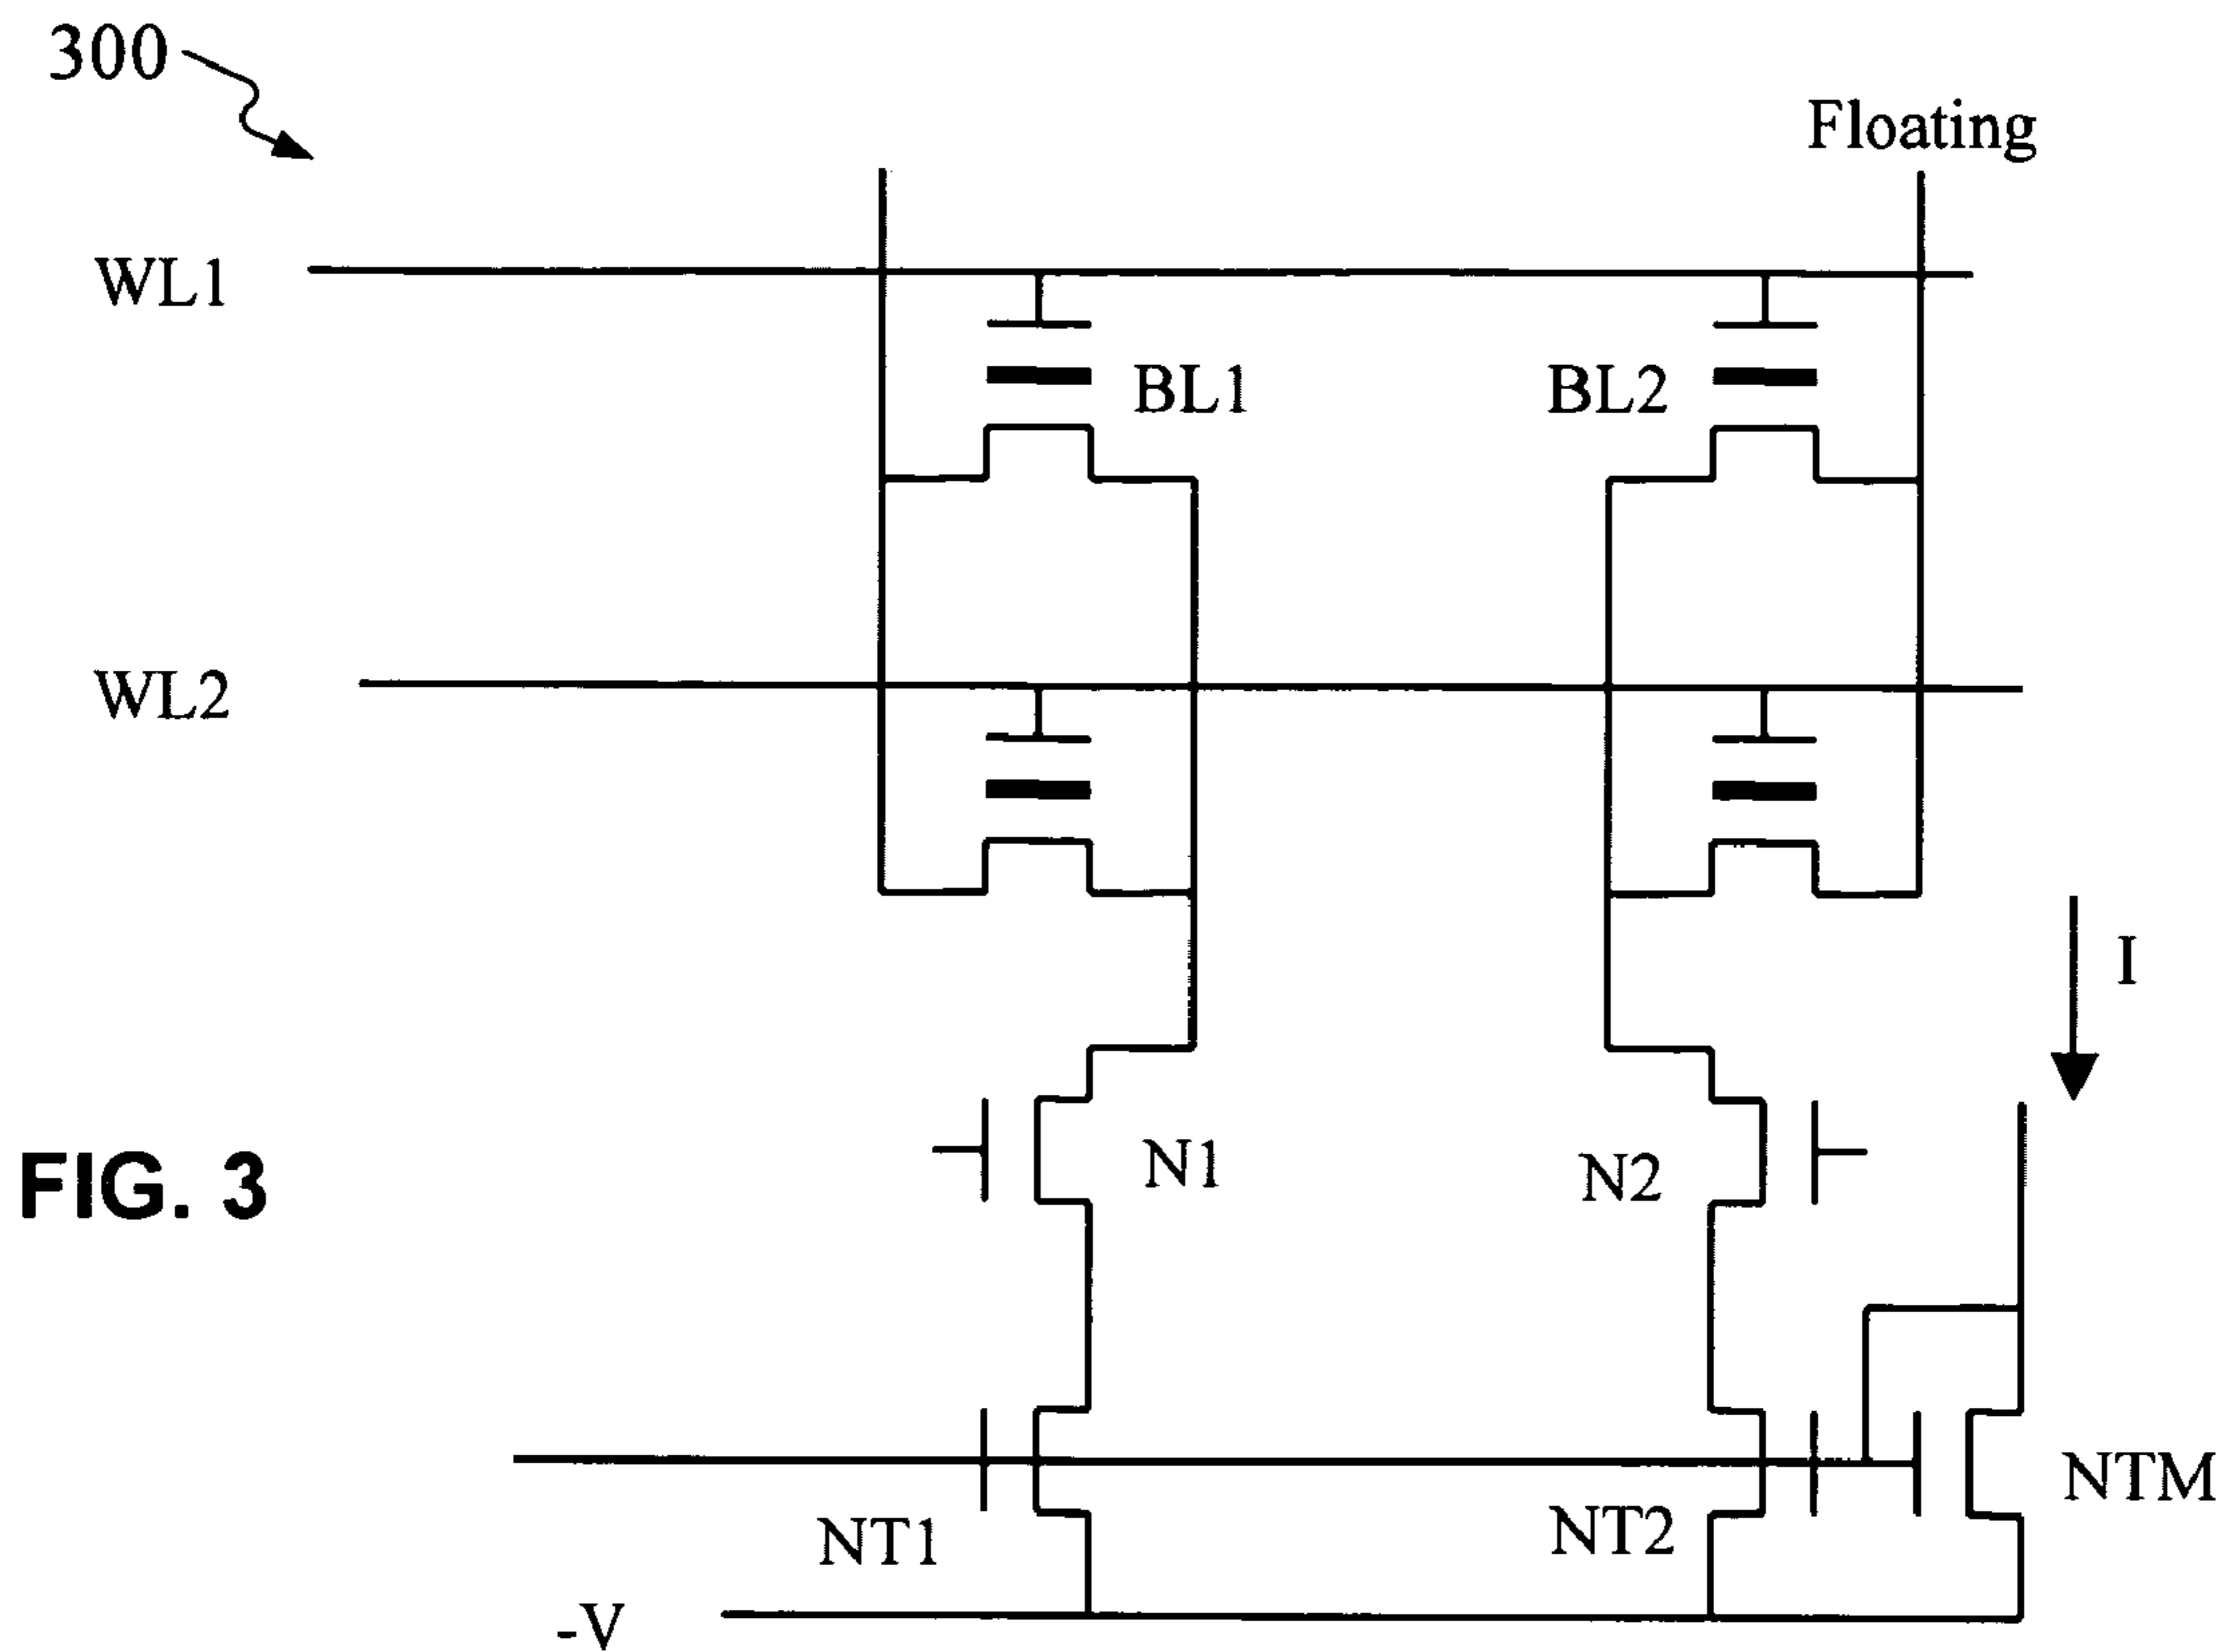 300
Floating
WL1
BL1
BL2
WL2
I
N1
N2
FIG. 3
NTM
NT1
NT2
-V